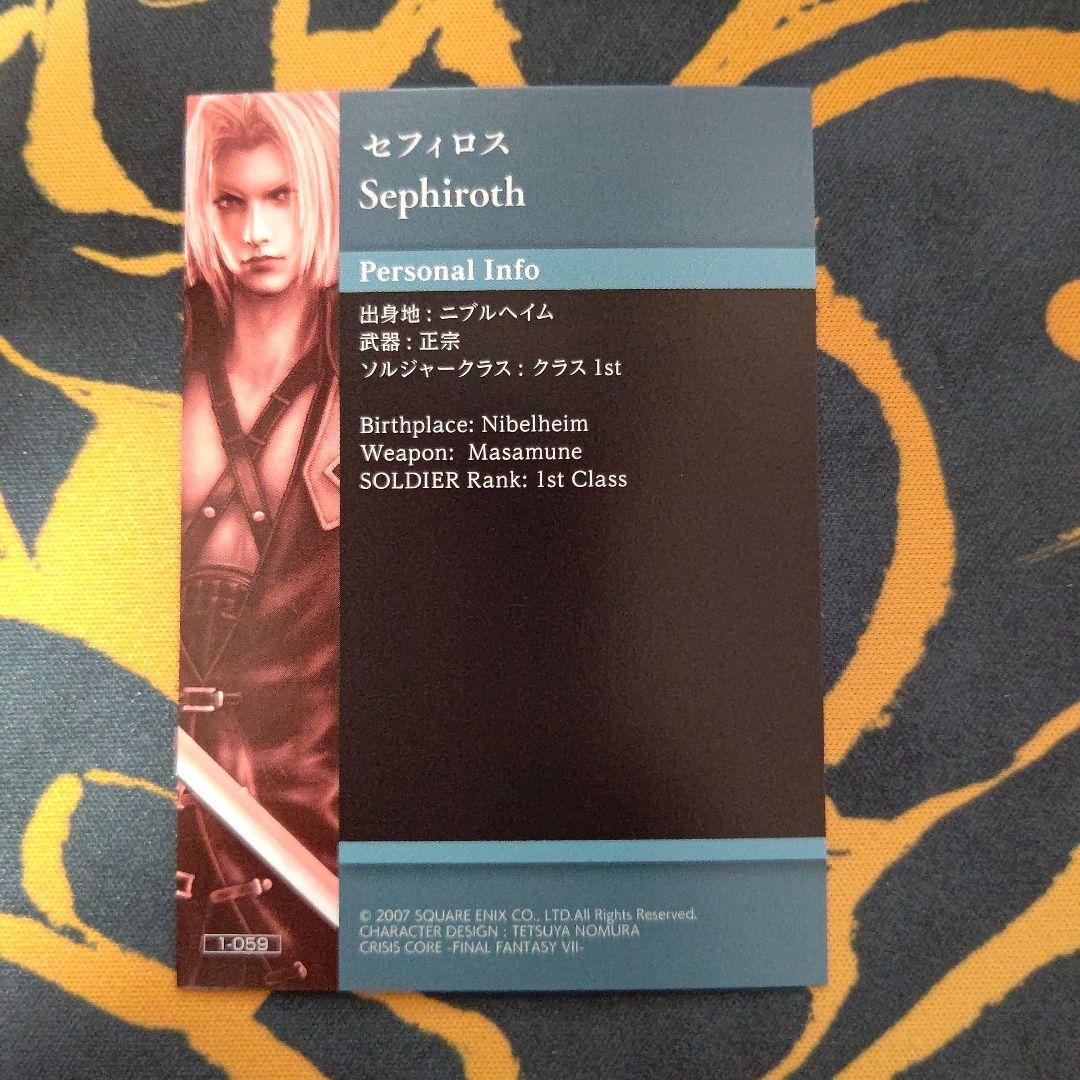 セフィロス
Sephiroth
Personal Info
出身地 : ニブルヘイム
武器 : 正宗
ソルジャークラス : クラス 1st
Birthplace: Nibelheim
Weapon: Masamune
SOLDIER Rank: 1st Class
© 2007 SQUARE ENIX CO., LTD.All Rights Reserved.
CHARACTER DESIGN : TETSUYA NOMURA
CRISIS CORE -FINAL FANTASY VII-
1-059